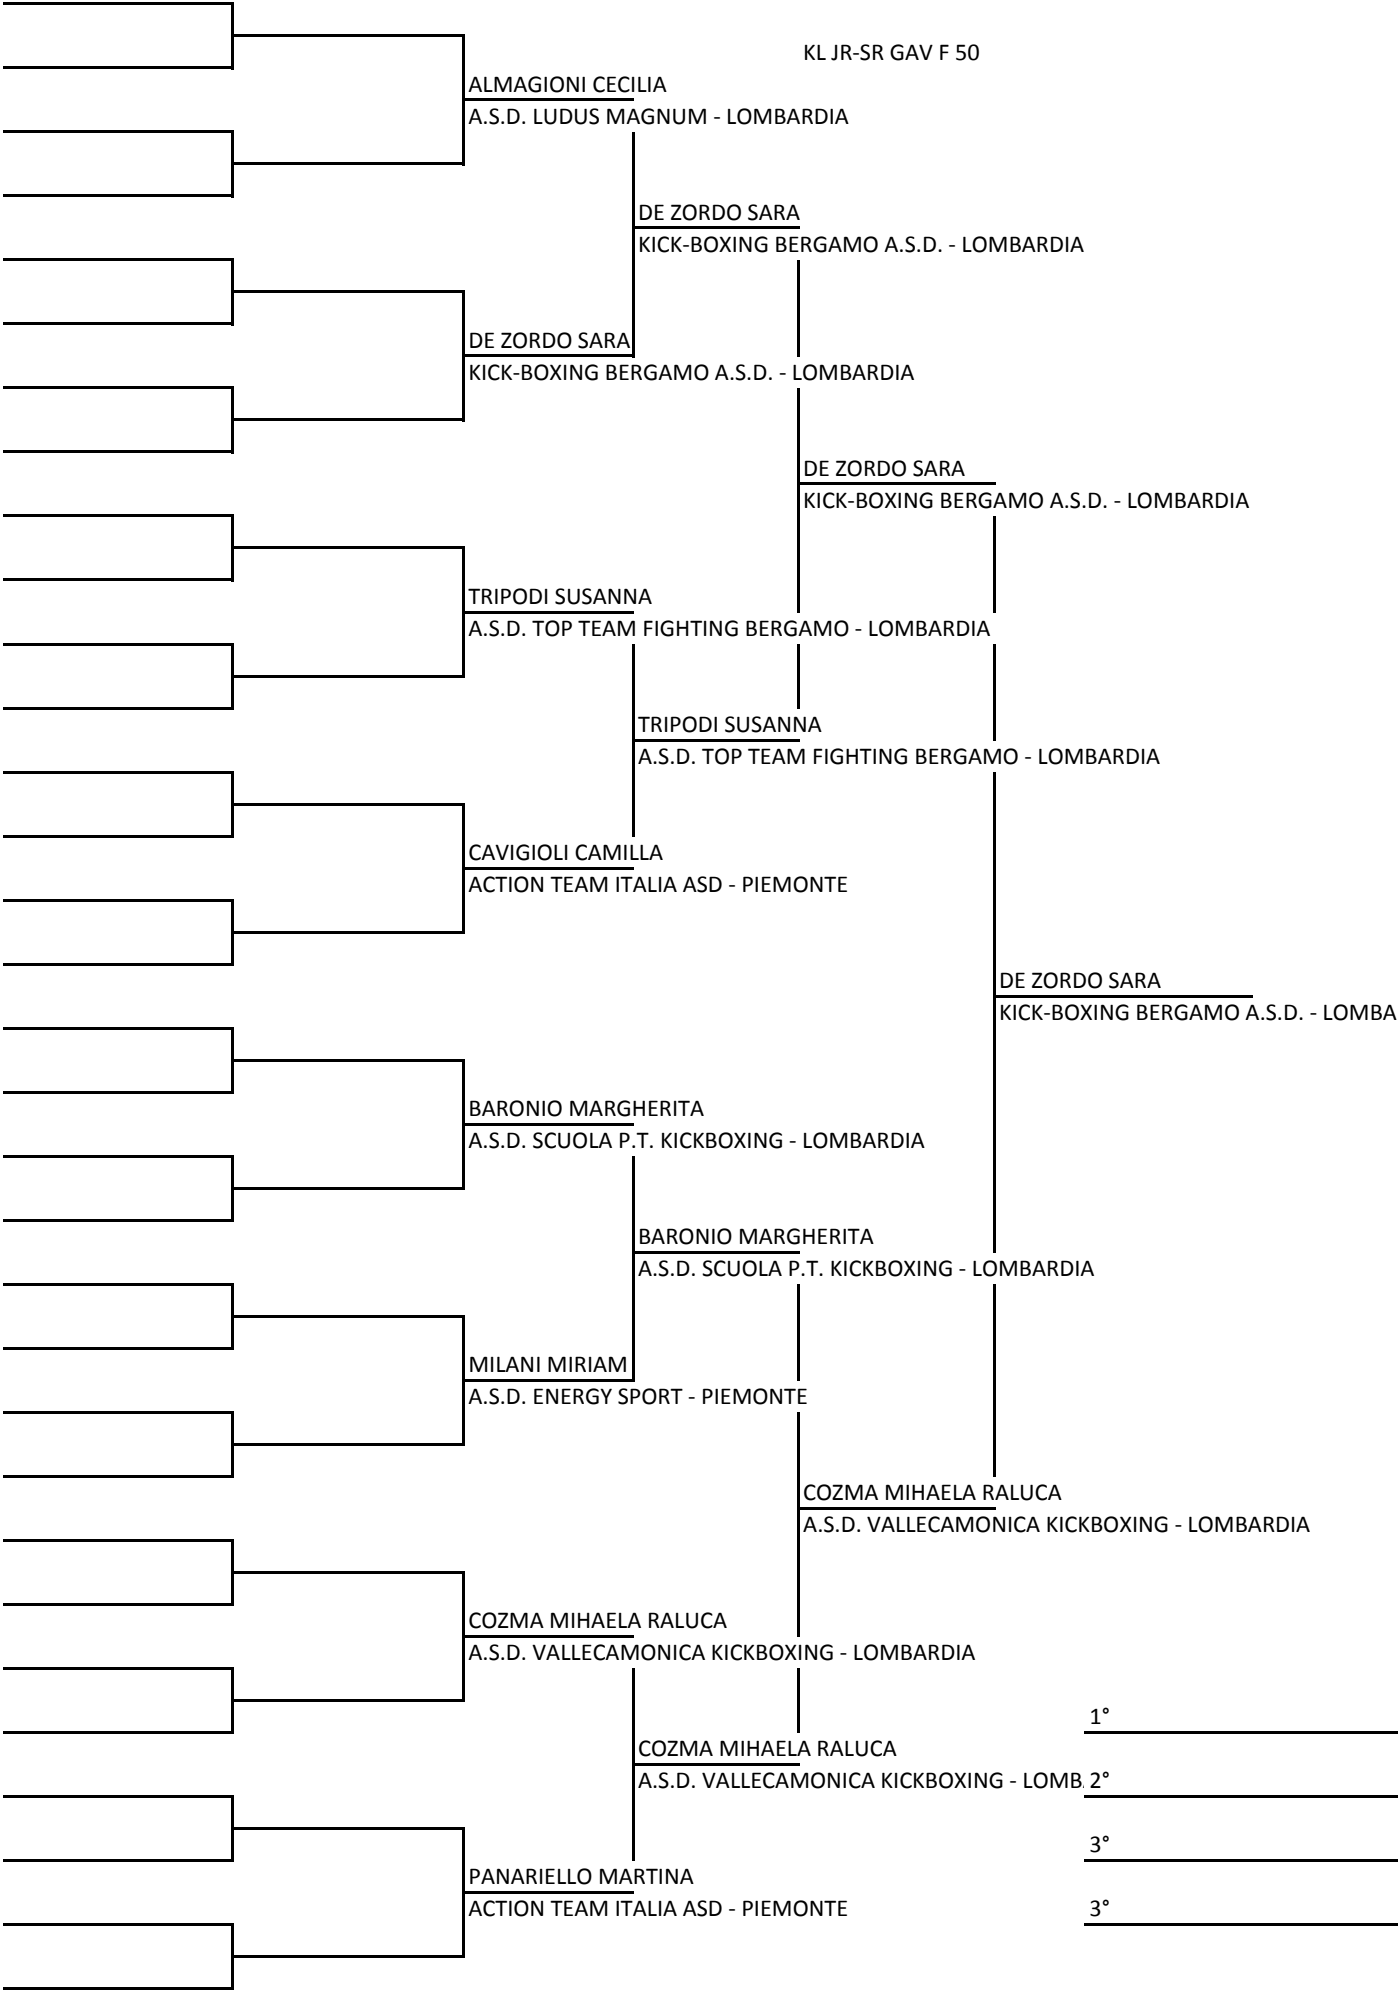 KL JR-SR GAV F 50
ALMAGIONI CECILIA
A.S.D. LUDUS MAGNUM - LOMBARDIA
DE ZORDO SARA
KICK-BOXING BERGAMO A.S.D. - LOMBARDIA
DE ZORDO SARA
KICK-BOXING BERGAMO A.S.D. - LOMBARDIA
DE ZORDO SARA
KICK-BOXING BERGAMO A.S.D. - LOMBARDIA
TRIPODI SUSANNA
A.S.D. TOP TEAM FIGHTING BERGAMO - LOMBARDIA
TRIPODI SUSANNA
A.S.D. TOP TEAM FIGHTING BERGAMO - LOMBARDIA
CAVIGIOLI CAMILLA
ACTION TEAM ITALIA ASD - PIEMONTE
DE ZORDO SARA
KICK-BOXING BERGAMO A.S.D. - LOMBA
BARONIO MARGHERITA
A.S.D. SCUOLA P.T. KICKBOXING - LOMBARDIA
BARONIO MARGHERITA
A.S.D. SCUOLA P.T. KICKBOXING - LOMBARDIA
MILANI MIRIAM
A.S.D. ENERGY SPORT - PIEMONTE
COZMA MIHAELA RALUCA
A.S.D. VALLECAMONICA KICKBOXING - LOMBARDIA
COZMA MIHAELA RALUCA
A.S.D. VALLECAMONICA KICKBOXING - LOMBARDIA
1°
COZMA MIHAELA RALUCA
A.S.D. VALLECAMONICA KICKBOXING - LOMB
2°
3°
PANARIELLO MARTINA
ACTION TEAM ITALIA ASD - PIEMONTE
3°